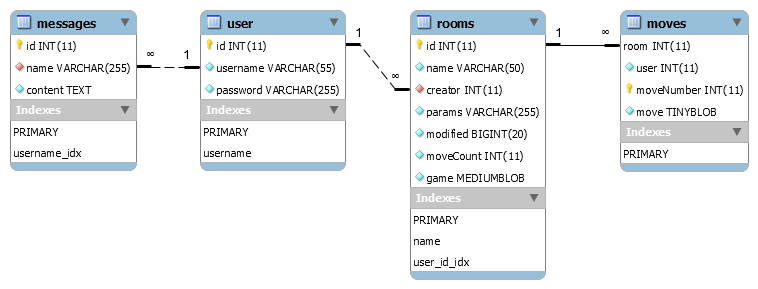 messages
id INT(11)
name VARCHAR(255)
content TEXT
Indexes
PRIMARY
username_idx
∞
1
user
id INT(11)
username VARCHAR(55)
password VARCHAR(255)
Indexes
PRIMARY
username
1
∞
rooms
id INT(11)
name VARCHAR(50)
creator INT(11)
params VARCHAR(255)
modified BIGINT(20)
moveCount INT(11)
game MEDIUMBLOB
Indexes
PRIMARY
name
user_id_idx
1
∞
moves
room INT(11)
user INT(11)
moveNumber INT(11)
move TINYBLOB
Indexes
PRIMARY